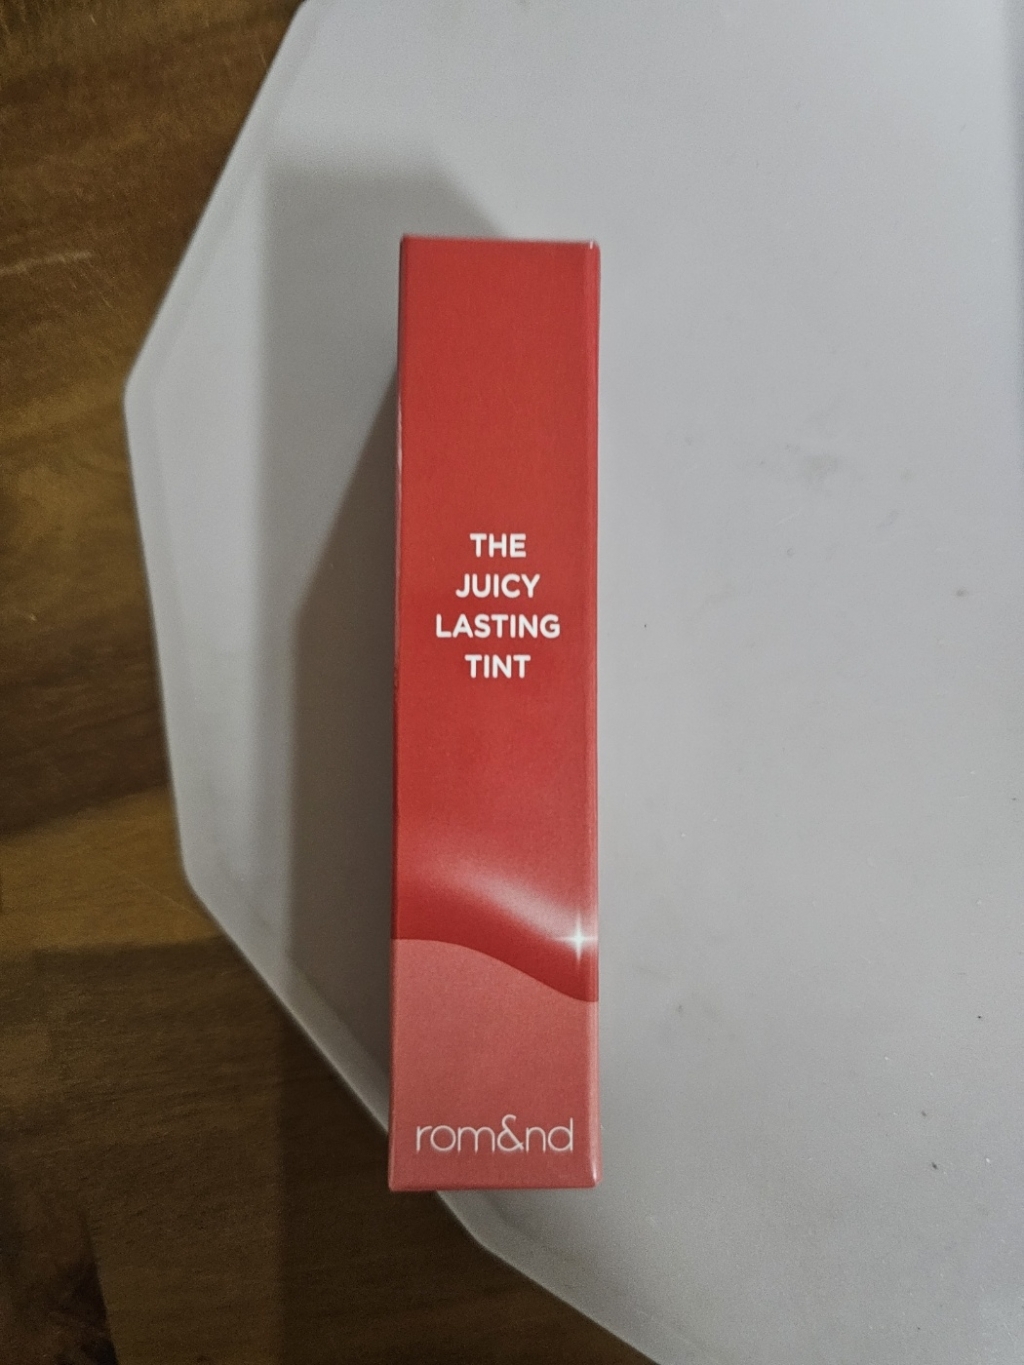 THE
JUICY
LASTING
TINT
rom&nd